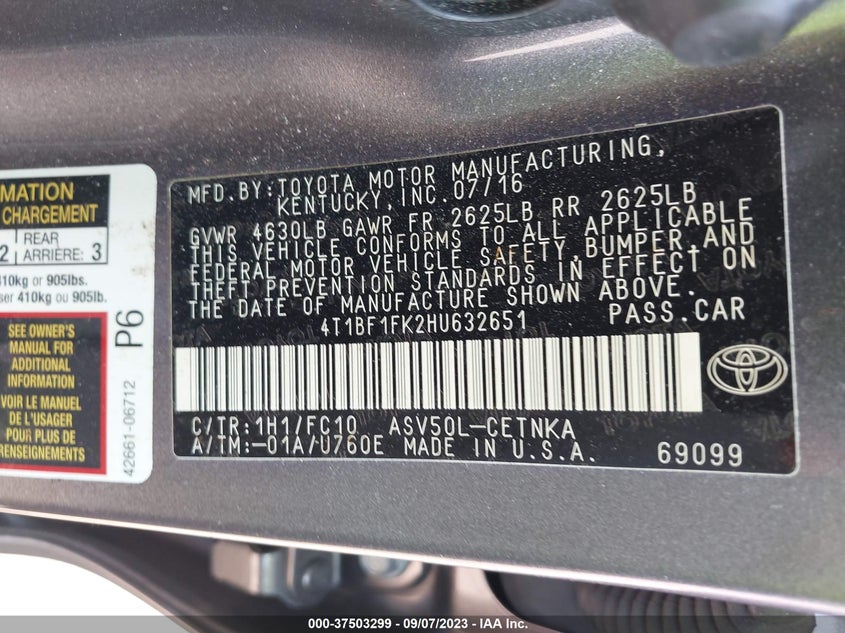 MATION
CHARGEMENT
2 REAR ARRIÈRE: 3
410kg or 905lbs.
ser 410kg ou 905lb.
SEE OWNER'S
MANUAL FOR
ADDITIONAL
INFORMATION
VOIR LE MANUEL
DE L'USAGER
POUR PLUS DE
RENSEIGNEMENTS
P6
42661-06712
MFD.BY:TOYOTA MOTOR MANUFACTURING,
KENTUCKY,INC.07/16
GVWR 4630LB GAWR FR 2625LB RR 2625LB
THIS VEHICLE CONFORMS TO ALL APPLICABLE
FEDERAL MOTOR VEHICLE SAFETY,BUMPER,AND
THEFT PREVENTION STANDARDS IN EFFECT ON
THE DATE OF MANUFACTURE SHOWN ABOVE.
4T1BF1FK2HU632651 PASS.CAR
C/TR:1H1/FC10 ASV50L-CETNKA
A/TM:-01A/U760E MADE IN U.S.A. 69099
000-37503299 - 09/07/2023 - IAA Inc.